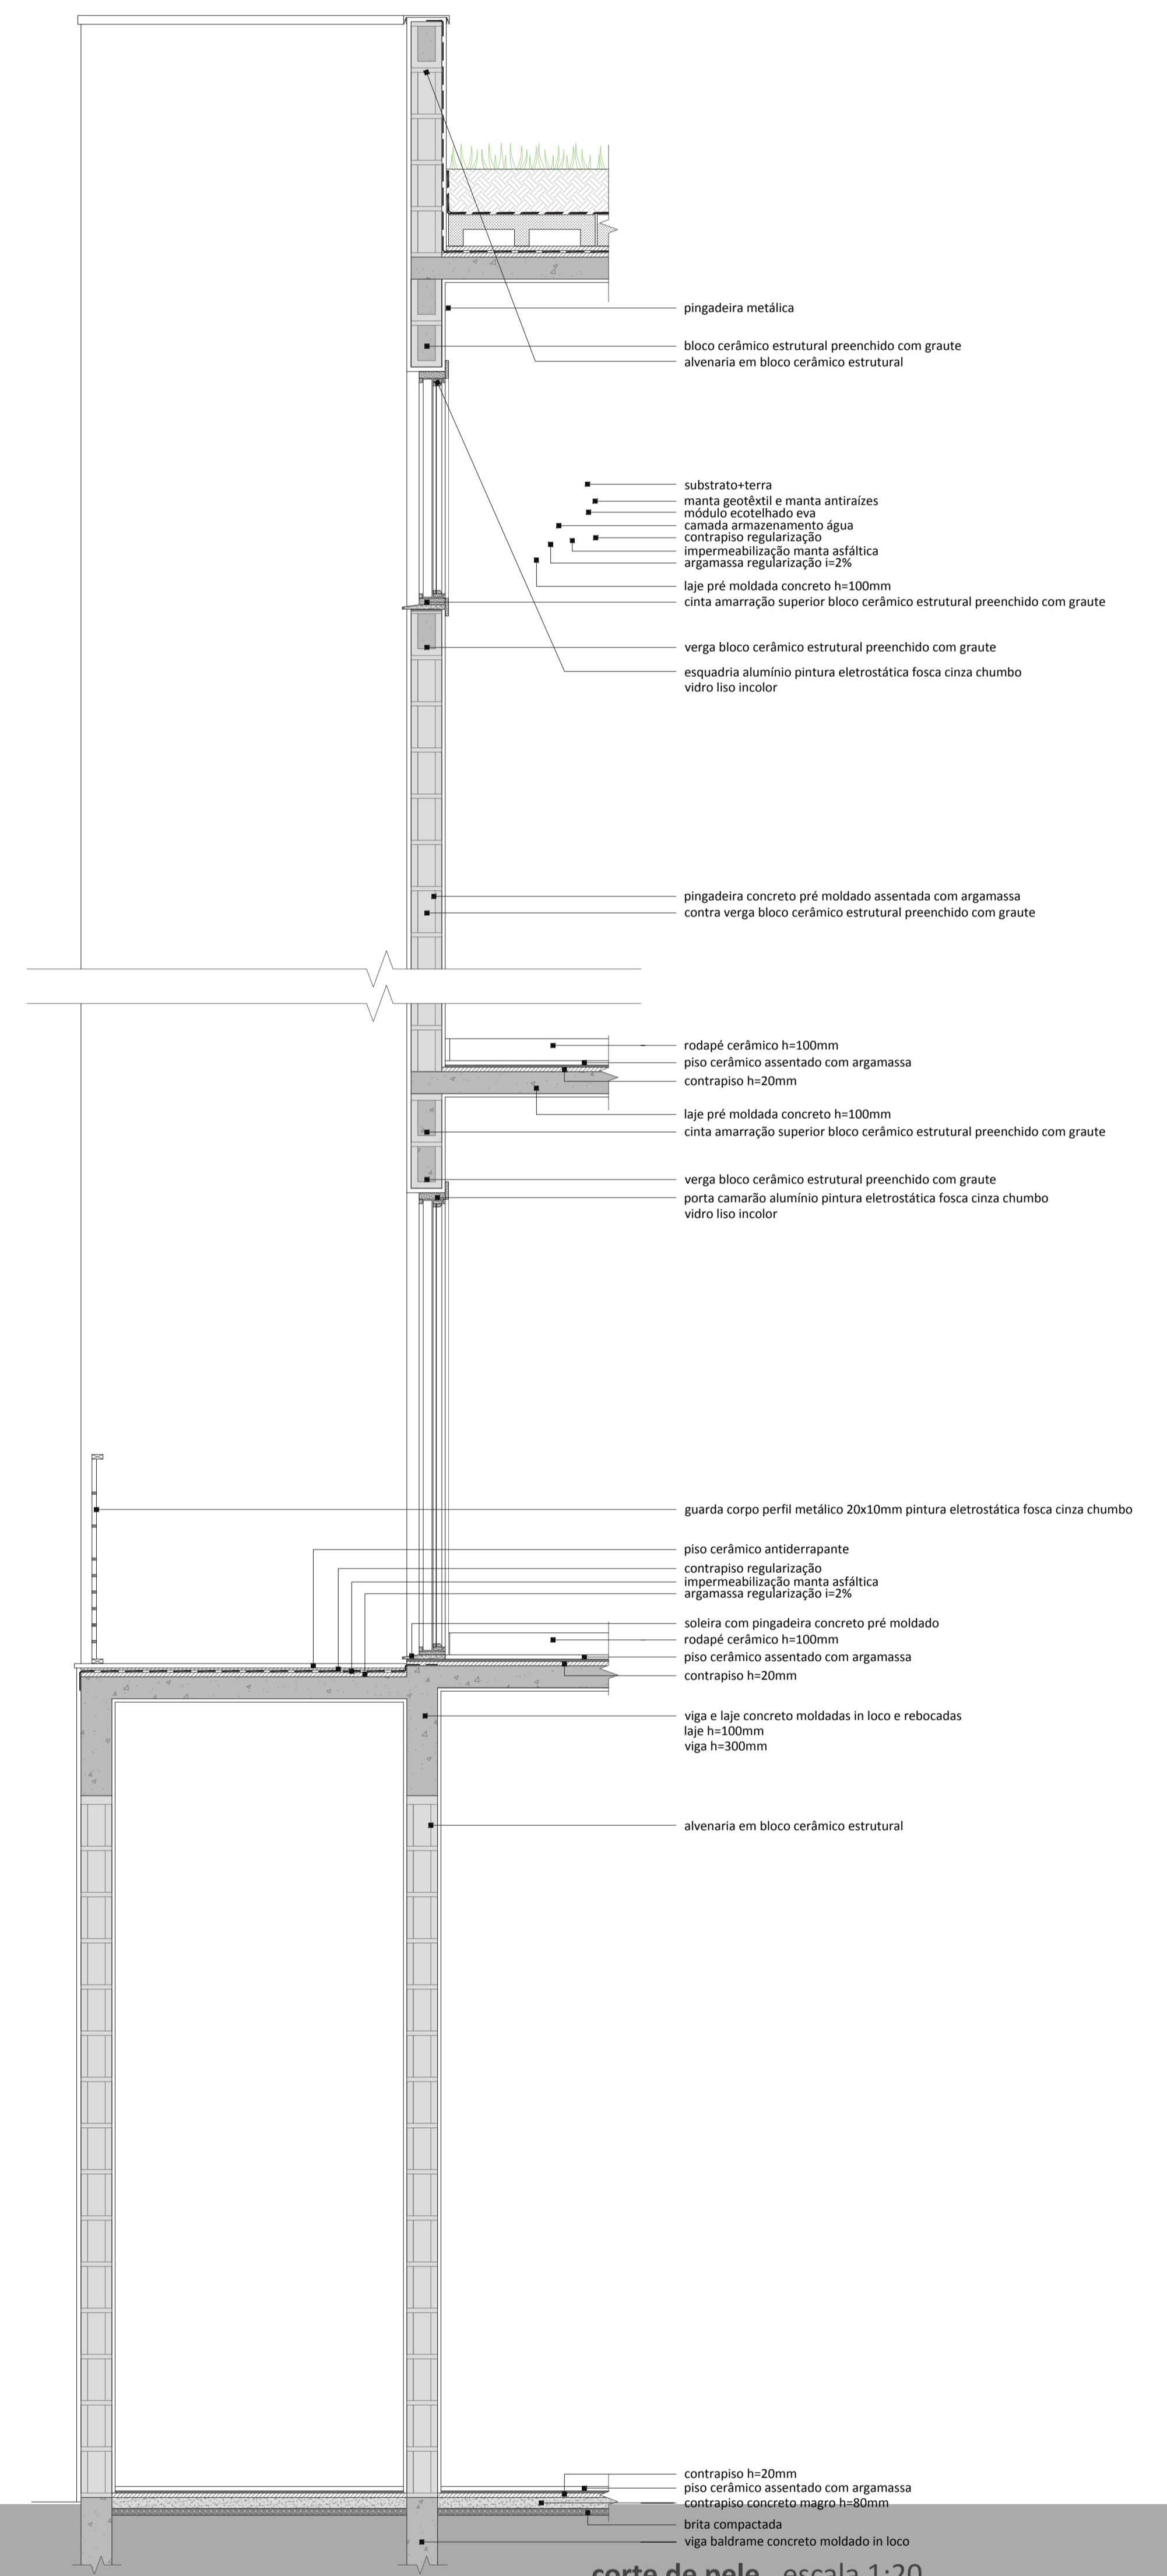 pingadeira metálica
bloco cerâmico estrutural preenchido com graute
alvenaria em bloco cerâmico estrutural
substrato+terra
manta geotêxtil e manta antiraízes
módulo ecotelhado eva
camada armazenamento água
contrapiso regularização
impermeabilização manta asfáltica
argamassa regularização i=2%
laje pré moldada concreto h=100mm
cinta amarração superior bloco cerâmico estrutural preenchido com graute
verga bloco cerâmico estrutural preenchido com graute
esquadria alumínio pintura eletrostática fosca cinza chumbo
vidro liso incolor
pingadeira concreto pré moldado assentada com argamassa
contra verga bloco cerâmico estrutural preenchido com graute
rodapé cerâmico h=100mm
piso cerâmico assentado com argamassa
contrapiso h=20mm
laje pré moldada concreto h=100mm
cinta amarração superior bloco cerâmico estrutural preenchido com graute
verga bloco cerâmico estrutural preenchido com graute
porta camarão alumínio pintura eletrostática fosca cinza chumbo
vidro liso incolor
guarda corpo perfil metálico 20x10mm pintura eletrostática fosca cinza chumbo
piso cerâmico antiderrapante
contrapiso regularização
impermeabilização manta asfáltica
argamassa regularização i=2%
soleira com pingadeira concreto pré moldado
rodapé cerâmico h=100mm
piso cerâmico assentado com argamassa
contrapiso h=20mm
viga e laje concreto moldadas in loco e rebocadas
laje h=100mm
viga h=300mm
alvenaria em bloco cerâmico estrutural
contrapiso h=20mm
piso cerâmico assentado com argamassa
contrapiso concreto magro h=80mm
brita compactada
viga baldrame concreto moldado in loco
corte de pele escala 1:20